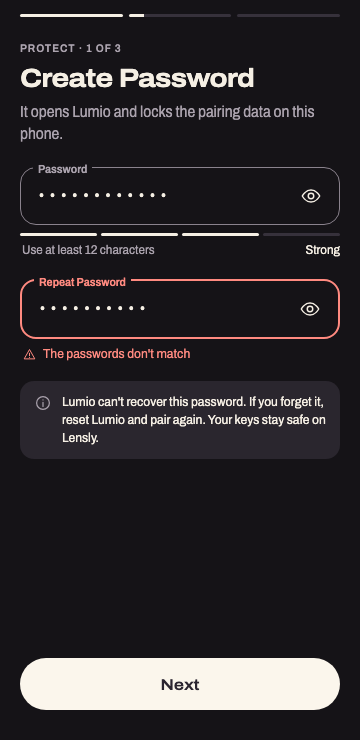 PROTECT · 1 OF 3
Create Password
It opens Lumio and locks the pairing data on this
phone.
Password
••••••••••••
Use at least 12 characters
Strong
Repeat Password
••••••••••
The passwords don't match
Lumio can't recover this password. If you forget it,
reset Lumio and pair again. Your keys stay safe on
Lensly.
Next